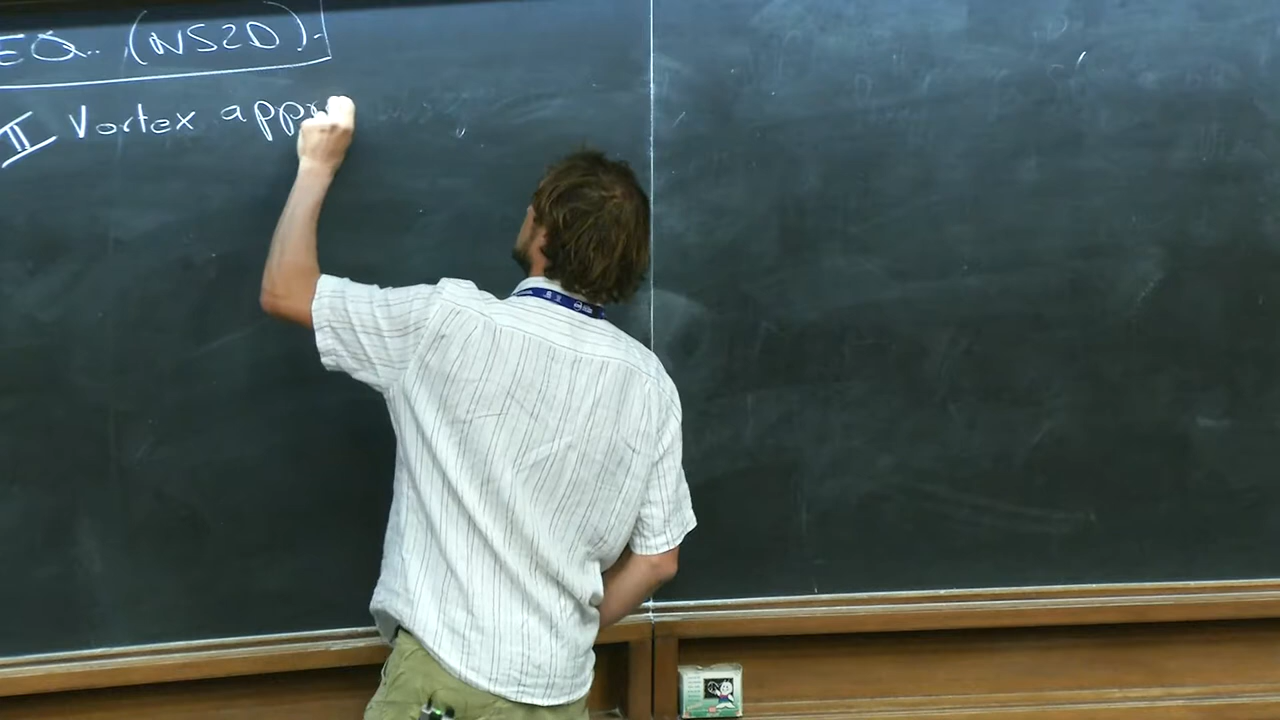 EQ.. (NS2D).
II Vortex appr